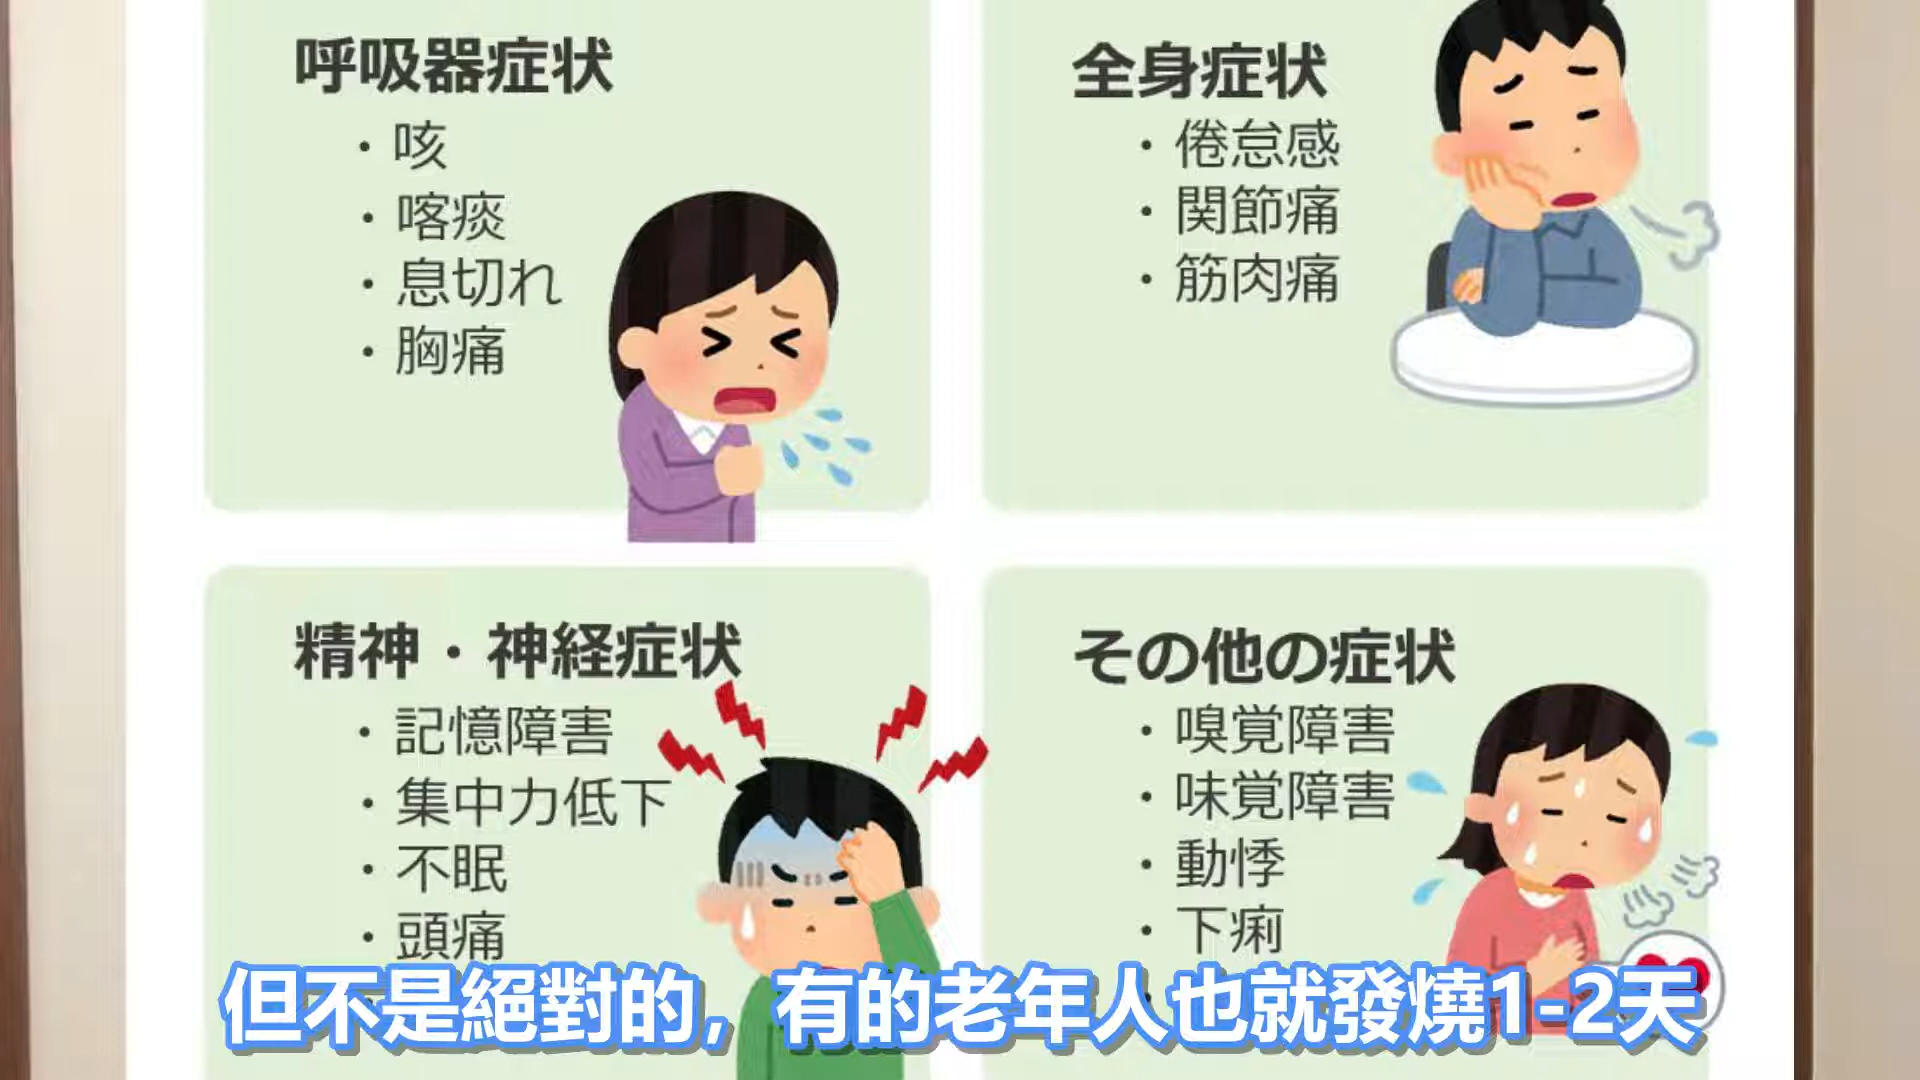 呼吸器症状
・咳
・喀痰
・息切れ
・胸痛
全身症状
・倦怠感
・関節痛
・筋肉痛
精神・神経症状
・記憶障害
・集中力低下
・不眠
・頭痛
その他の症状
・嗅覚障害
・味覚障害
・動悸
・下痢
但不是絕對的，有的老年人也就發燒1-2天